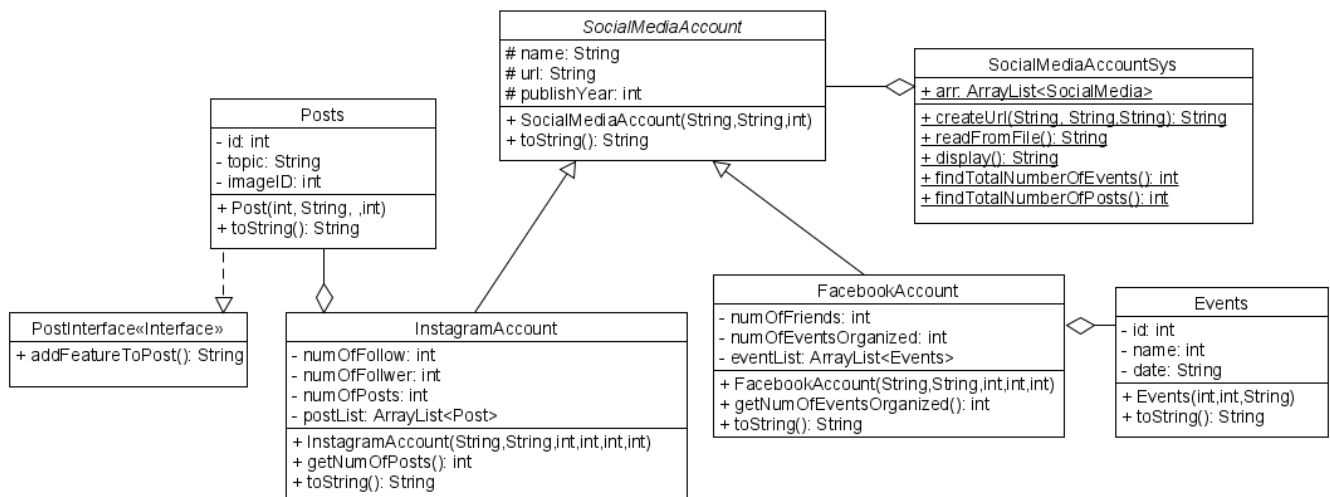 SocialMediaAccount
# name: String
# url: String
# publishYear: int
+ SocialMediaAccount(String,String,int)
+ toString(): String
SocialMediaAccountSys
+ arr: ArrayList<SocialMedia>
+ createUrl(String, String,String): String
+ readFromFile(): String
+ display(): String
+ findTotalNumberOfEvents(): int
+ findTotalNumberOfPosts(): int
Posts
- id: int
- topic: String
- imageID: int
+ Post(int, String, ,int)
+ toString(): String
PostInterface«Interface»
+ addFeatureToPost(): String
InstagramAccount
- numOfFollow: int
- numOfFollwer: int
- numOfPosts: int
- postList: ArrayList<Post>
+ InstagramAccount(String,String,int,int,int,int)
+ getNumOfPosts(): int
+ toString(): String
FacebookAccount
- numOfFriends: int
- numOfEventsOrganized: int
- eventList: ArrayList<Events>
+ FacebookAccount(String,String,int,int,int)
+ getNumOfEventsOrganized(): int
+ toString(): String
Events
- id: int
- name: int
- date: String
+ Events(int,int,String)
+ toString(): String